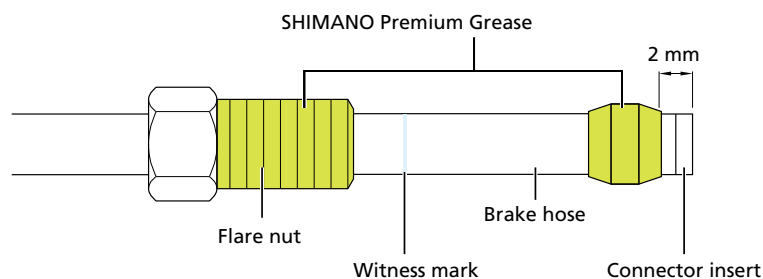 SHIMANO Premium Grease
2 mm
Flare nut
Brake hose
Witness mark
Connector insert